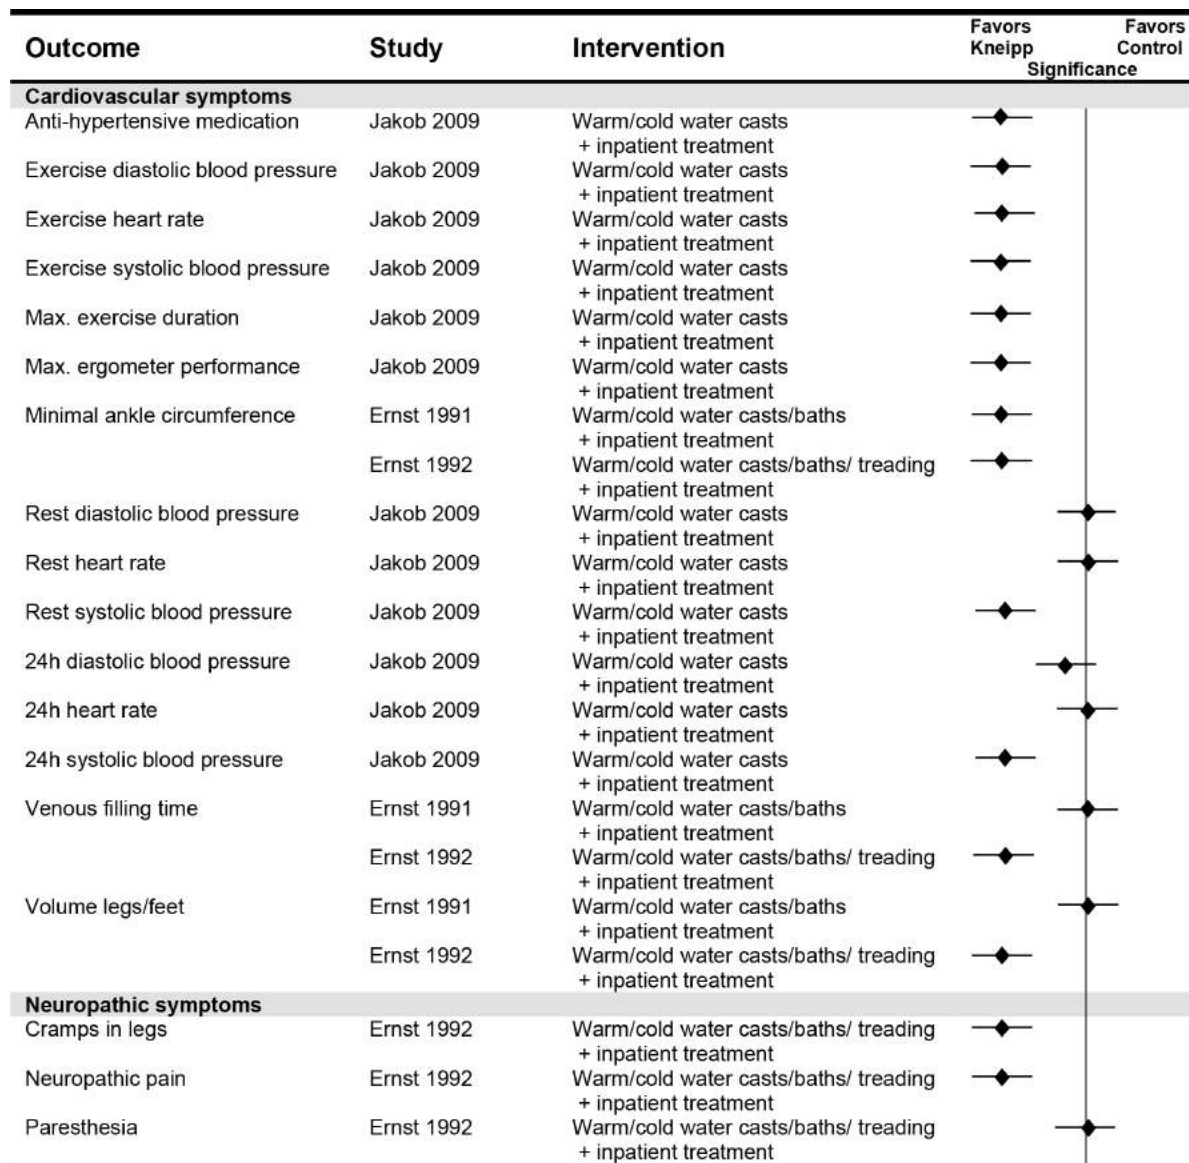 Outcome Study Intervention Favors Kneipp Favors Control
Significance
Cardiovascular symptoms
Anti-hypertensive medication Jakob 2009 Warm/cold water casts
+ inpatient treatment
Exercise diastolic blood pressure Jakob 2009 Warm/cold water casts
+ inpatient treatment
Exercise heart rate Jakob 2009 Warm/cold water casts
+ inpatient treatment
Exercise systolic blood pressure Jakob 2009 Warm/cold water casts
+ inpatient treatment
Max. exercise duration Jakob 2009 Warm/cold water casts
+ inpatient treatment
Max. ergometer performance Jakob 2009 Warm/cold water casts
+ inpatient treatment
Minimal ankle circumference Ernst 1991 Warm/cold water casts/baths
+ inpatient treatment
Ernst 1992 Warm/cold water casts/baths/ treading
+ inpatient treatment
Rest diastolic blood pressure Jakob 2009 Warm/cold water casts
+ inpatient treatment
Rest heart rate Jakob 2009 Warm/cold water casts
+ inpatient treatment
Rest systolic blood pressure Jakob 2009 Warm/cold water casts
+ inpatient treatment
24h diastolic blood pressure Jakob 2009 Warm/cold water casts
+ inpatient treatment
24h heart rate Jakob 2009 Warm/cold water casts
+ inpatient treatment
24h systolic blood pressure Jakob 2009 Warm/cold water casts
+ inpatient treatment
Venous filling time Ernst 1991 Warm/cold water casts/baths
+ inpatient treatment
Ernst 1992 Warm/cold water casts/baths/ treading
+ inpatient treatment
Volume legs/feet Ernst 1991 Warm/cold water casts/baths
+ inpatient treatment
Ernst 1992 Warm/cold water casts/baths/ treading
+ inpatient treatment
Neuropathic symptoms
Cramps in legs Ernst 1992 Warm/cold water casts/baths/ treading
+ inpatient treatment
Neuropathic pain Ernst 1992 Warm/cold water casts/baths/ treading
+ inpatient treatment
Paresthesia Ernst 1992 Warm/cold water casts/baths/ treading
+ inpatient treatment